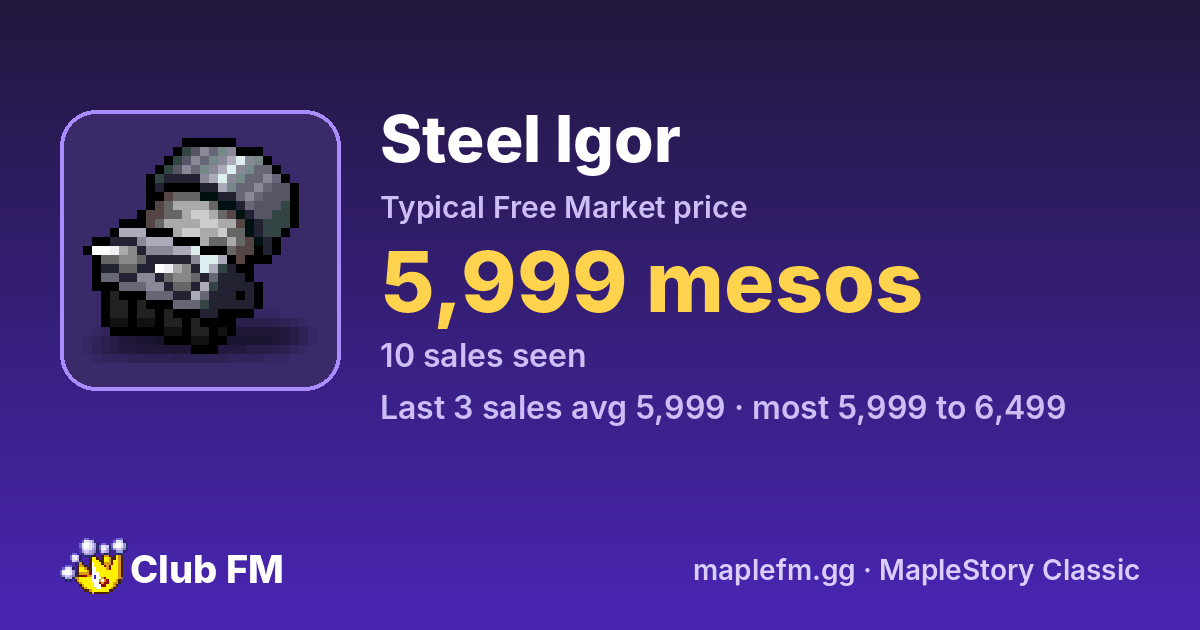 Steel Igor
Typical Free Market price
5,999 mesos
10 sales seen
Last 3 sales avg 5,999 · most 5,999 to 6,499
Club FM
maplefm.gg · MapleStory Classic